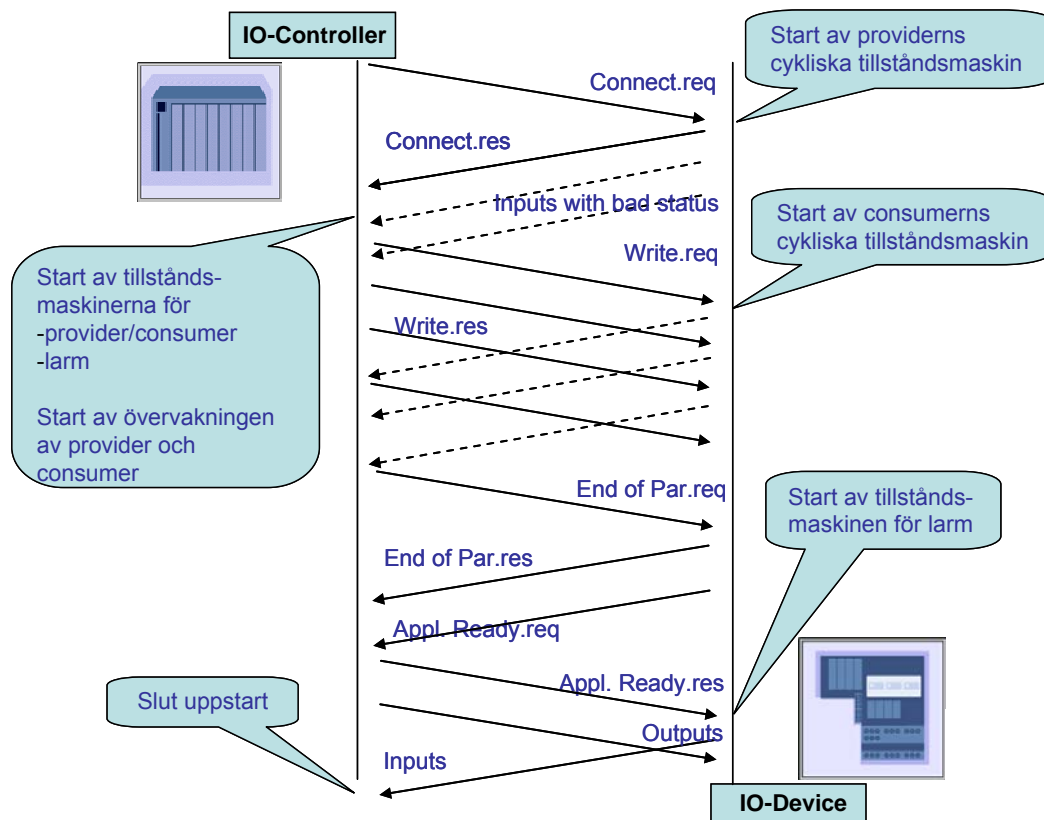 IO-Controller
Start av providerns
cykliska tillståndsmaskin
Connect.req
Connect.res
Inputs with bad status
Start av consumerns
cykliska tillståndsmaskin
Write.req
Start av tillstånds-
maskinerna för
-provider/consumer
-larm
Start av övervakningen
av provider och
consumer
Write.res
End of Par.req
Start av tillstånds-
maskinen för larm
End of Par.res
Appl. Ready.req
Appl. Ready.res
Slut uppstart
Outputs
Inputs
IO-Device